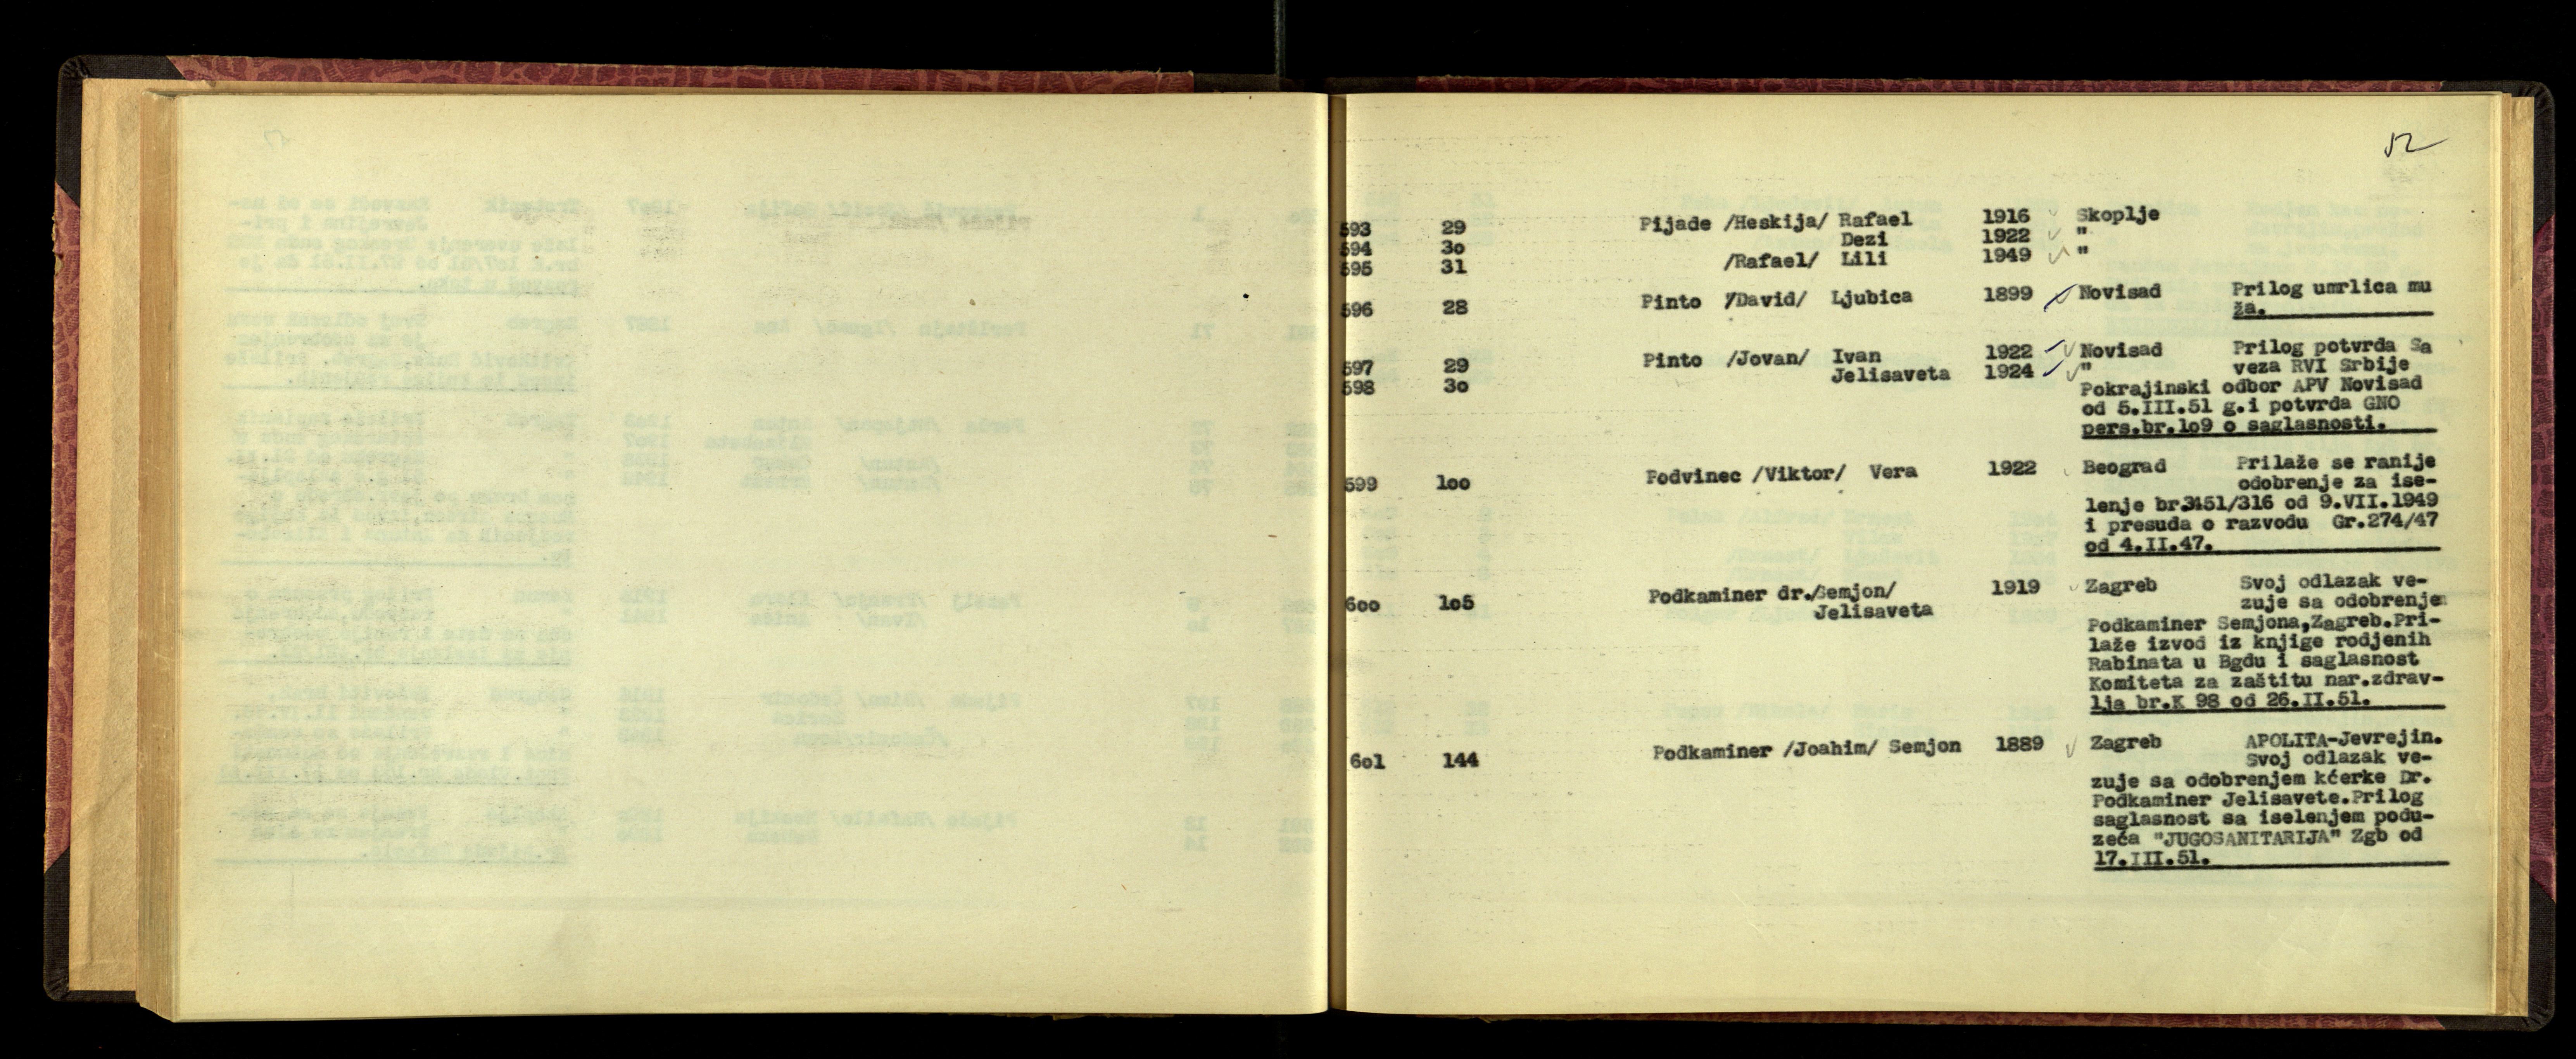 52
593 29 Pijade /Heskija/ Rafael 1916 Skoplje
594 3o Dezi 1922 "
595 31 /Rafael/ Lili 1949 "
596 28 Pinto /David/ Ljubica 1899 Novisad Prilog umrlica mu
ža.
597 29 Pinto /Jovan/ Ivan 1922 Novisad Prilog potvrda Sa
598 3o Jelisaveta 1924 " veza RVI Srbije
Pokrajinski odbor APV Novisad
od 5.III.51 g.i potvrda GNO
pers.br.1o9 o saglasnosti.
599 1oo Podvinec /Viktor/ Vera 1922 Beograd Prilaže se ranije
odobrenje za ise-
lenje br.3451/316 od 9.VII.1949
i presuda o razvodu Gr.274/47
od 4.II.47.
6oo 1o5 Podkaminer dr./Semjon/ 1919 Zagreb Svoj odlazak ve-
Jelisaveta zuje sa odobrenjem
Podkaminer Semjona,Zagreb.Pri-
laže izvod iz knjige rodjenih
Rabinata u Bgdu i saglasnost
Komiteta za zaštitu nar.zdrav-
lja br.K 98 od 26.II.51.
6o1 144 Podkaminer /Joahim/ Semjon 1889 Zagreb APOLITA-Jevrejin.
Svoj odlazak ve-
zuje sa odobrenjem kćerke Dr.
Podkaminer Jelisavete.Prilog
saglasnost sa iselenjem podu-
zeća "JUGOSANITARIJA" Zgb od
17.III.51.